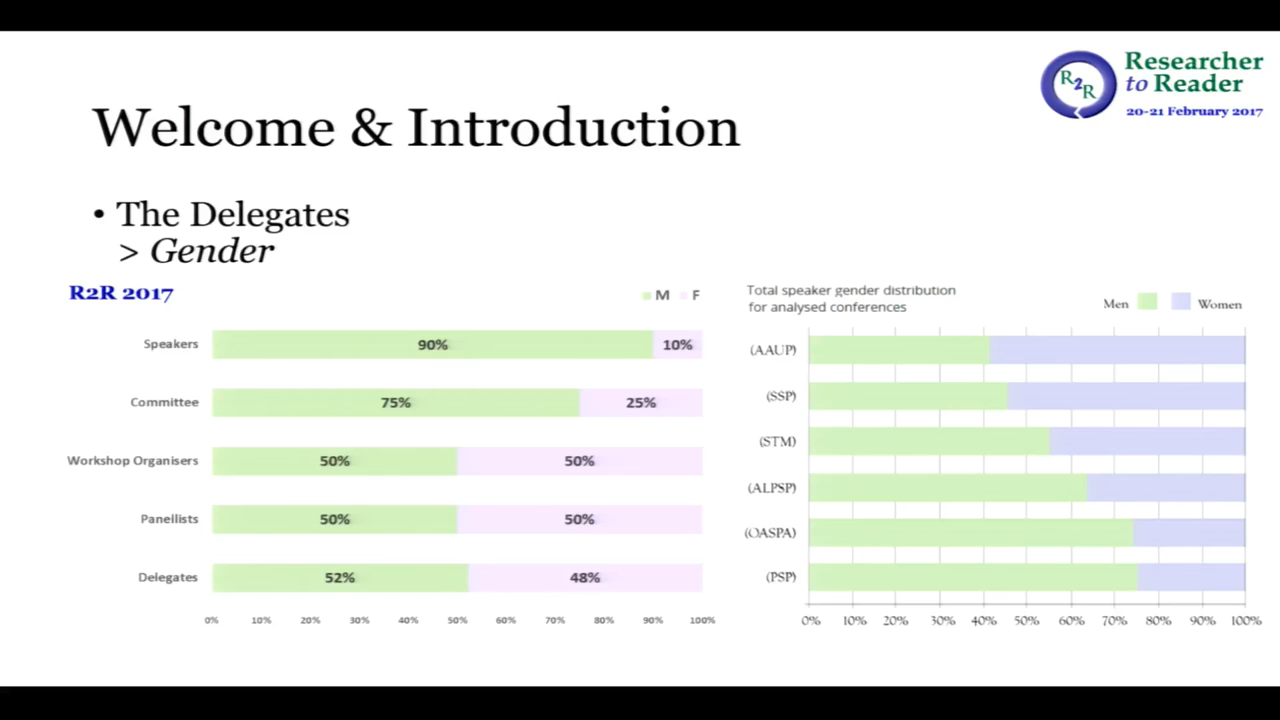 R2R
Researcher
to Reader
20-21 February 2017
Welcome & Introduction
• The Delegates
> Gender
R2R 2017
M F
Speakers 90% 10%
Committee 75% 25%
Workshop Organisers 50% 50%
Panellists 50% 50%
Delegates 52% 48%
0% 10% 20% 30% 40% 50% 60% 70% 80% 90% 100%
Total speaker gender distribution
for analysed conferences
Men Women
(AAUP)
(SSP)
(STM)
(ALPSP)
(OASPA)
(PSP)
0% 10% 20% 30% 40% 50% 60% 70% 80% 90% 100%